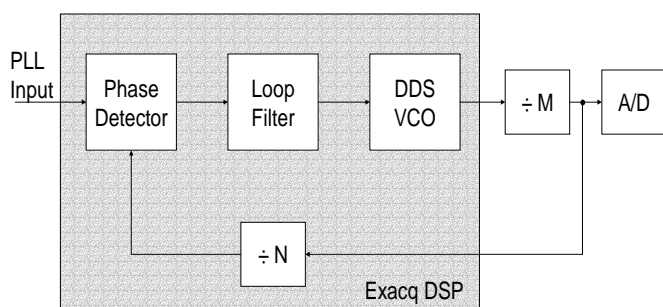 PLL
Input
Phase
Detector
Loop
Filter
DDS
VCO
÷ M
A/D
÷ N
Exacq DSP